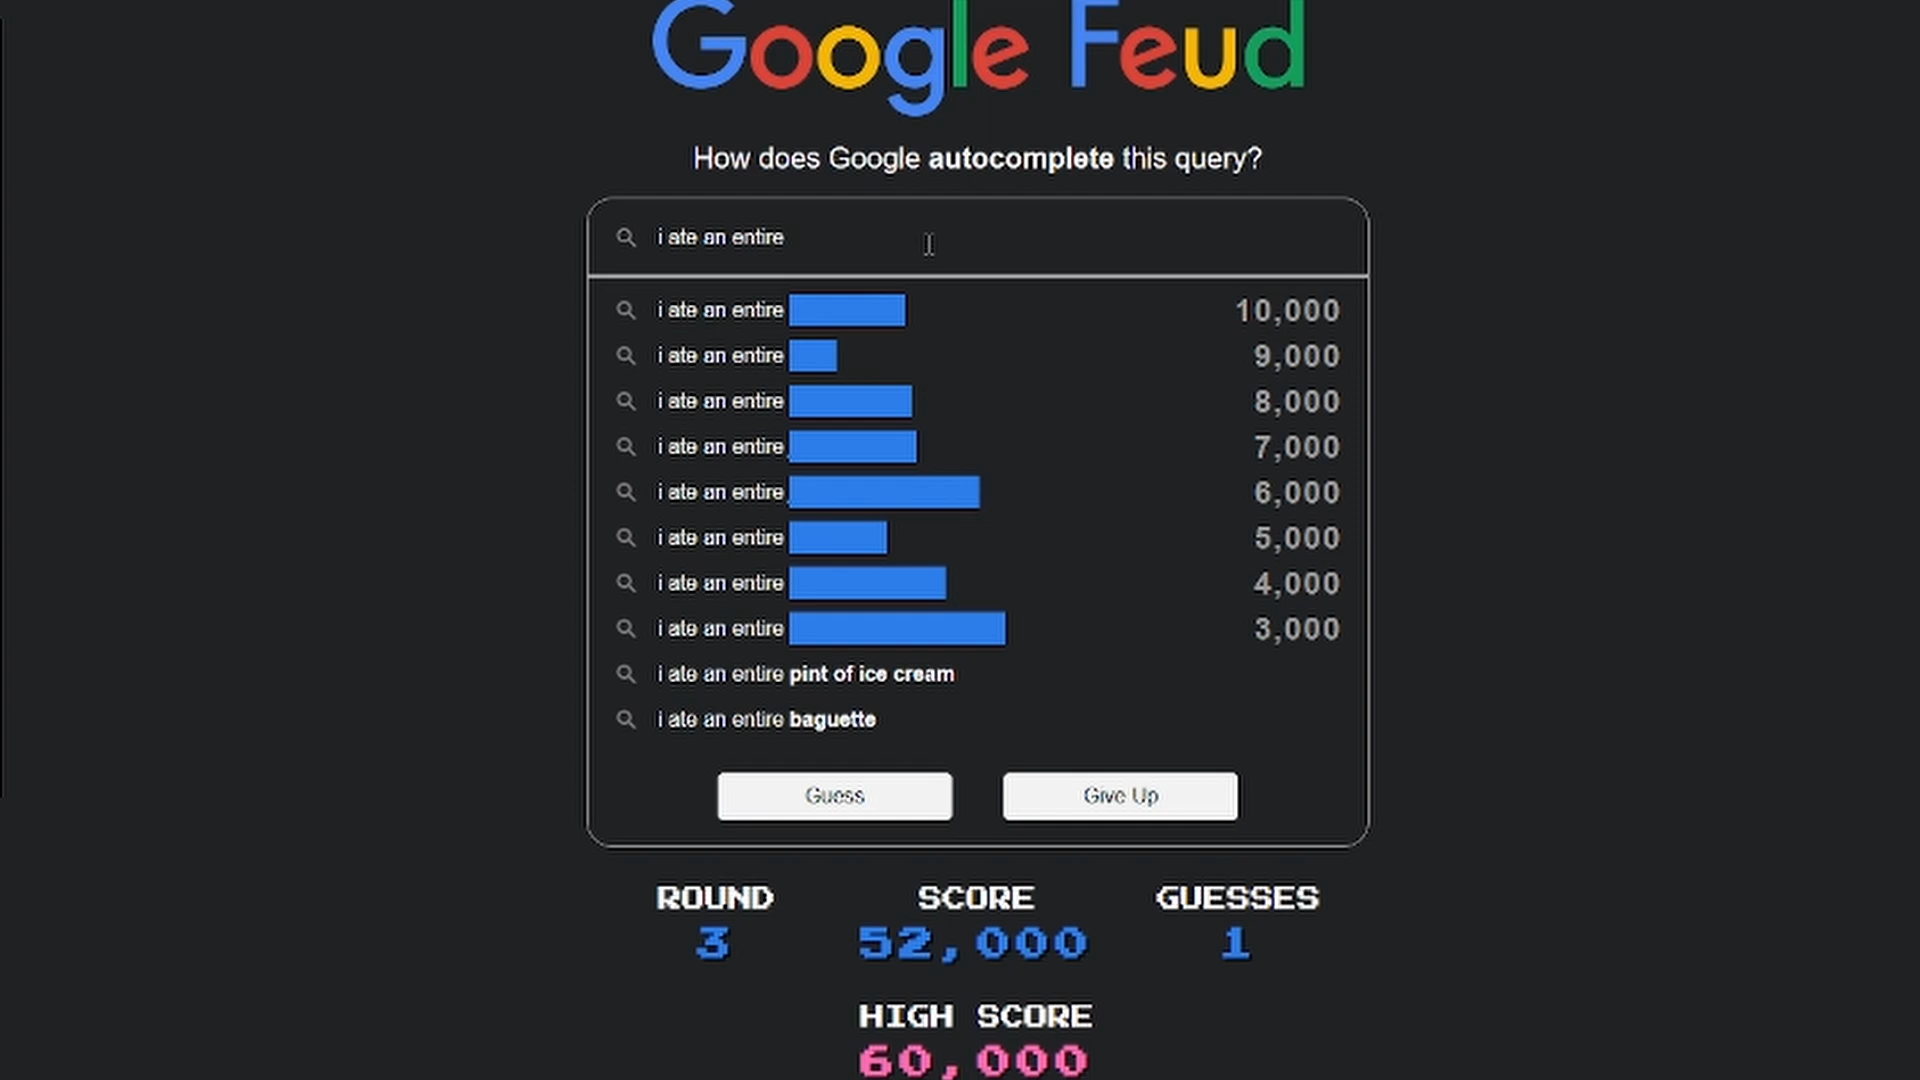 Google Feud
How does Google autocomplete this query?
i ate an entire
i ate an entire 10,000
i ate an entire 9,000
i ate an entire 8,000
i ate an entire 7,000
i ate an entire 6,000
i ate an entire 5,000
i ate an entire 4,000
i ate an entire 3,000
i ate an entire pint of ice cream
i ate an entire baguette
Guess Give Up
ROUND SCORE GUESSES
3 52,000 1
HIGH SCORE
60,000